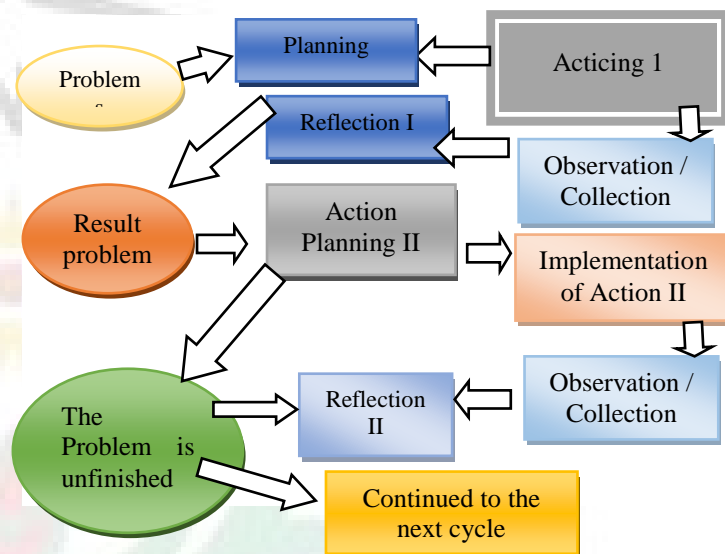 Planning
Acticing 1
Problem
Reflection I
Observation /
Collection
Result
problem
Action
Planning II
Implementation
of Action II
The
Problem is
unfinished
Reflection
II
Observation /
Collection
Continued to the
next cycle